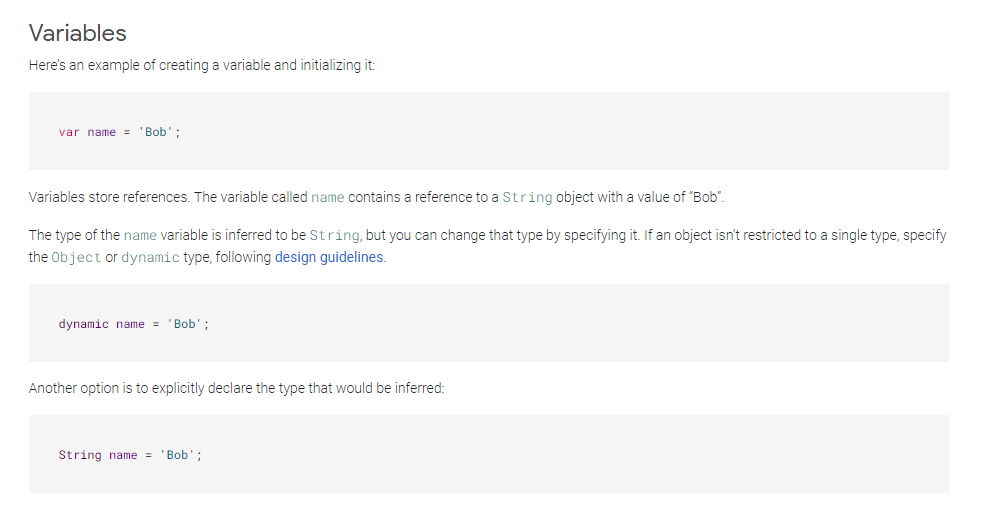 Variables
Here's an example of creating a variable and initializing it:
var name = 'Bob';
Variables store references. The variable called name contains a reference to a String object with a value of “Bob”.
The type of the name variable is inferred to be String, but you can change that type by specifying it. If an object isn't restricted to a single type, specify
the Object or dynamic type, following design guidelines.
dynamic name = 'Bob';
Another option is to explicitly declare the type that would be inferred:
String name = 'Bob';